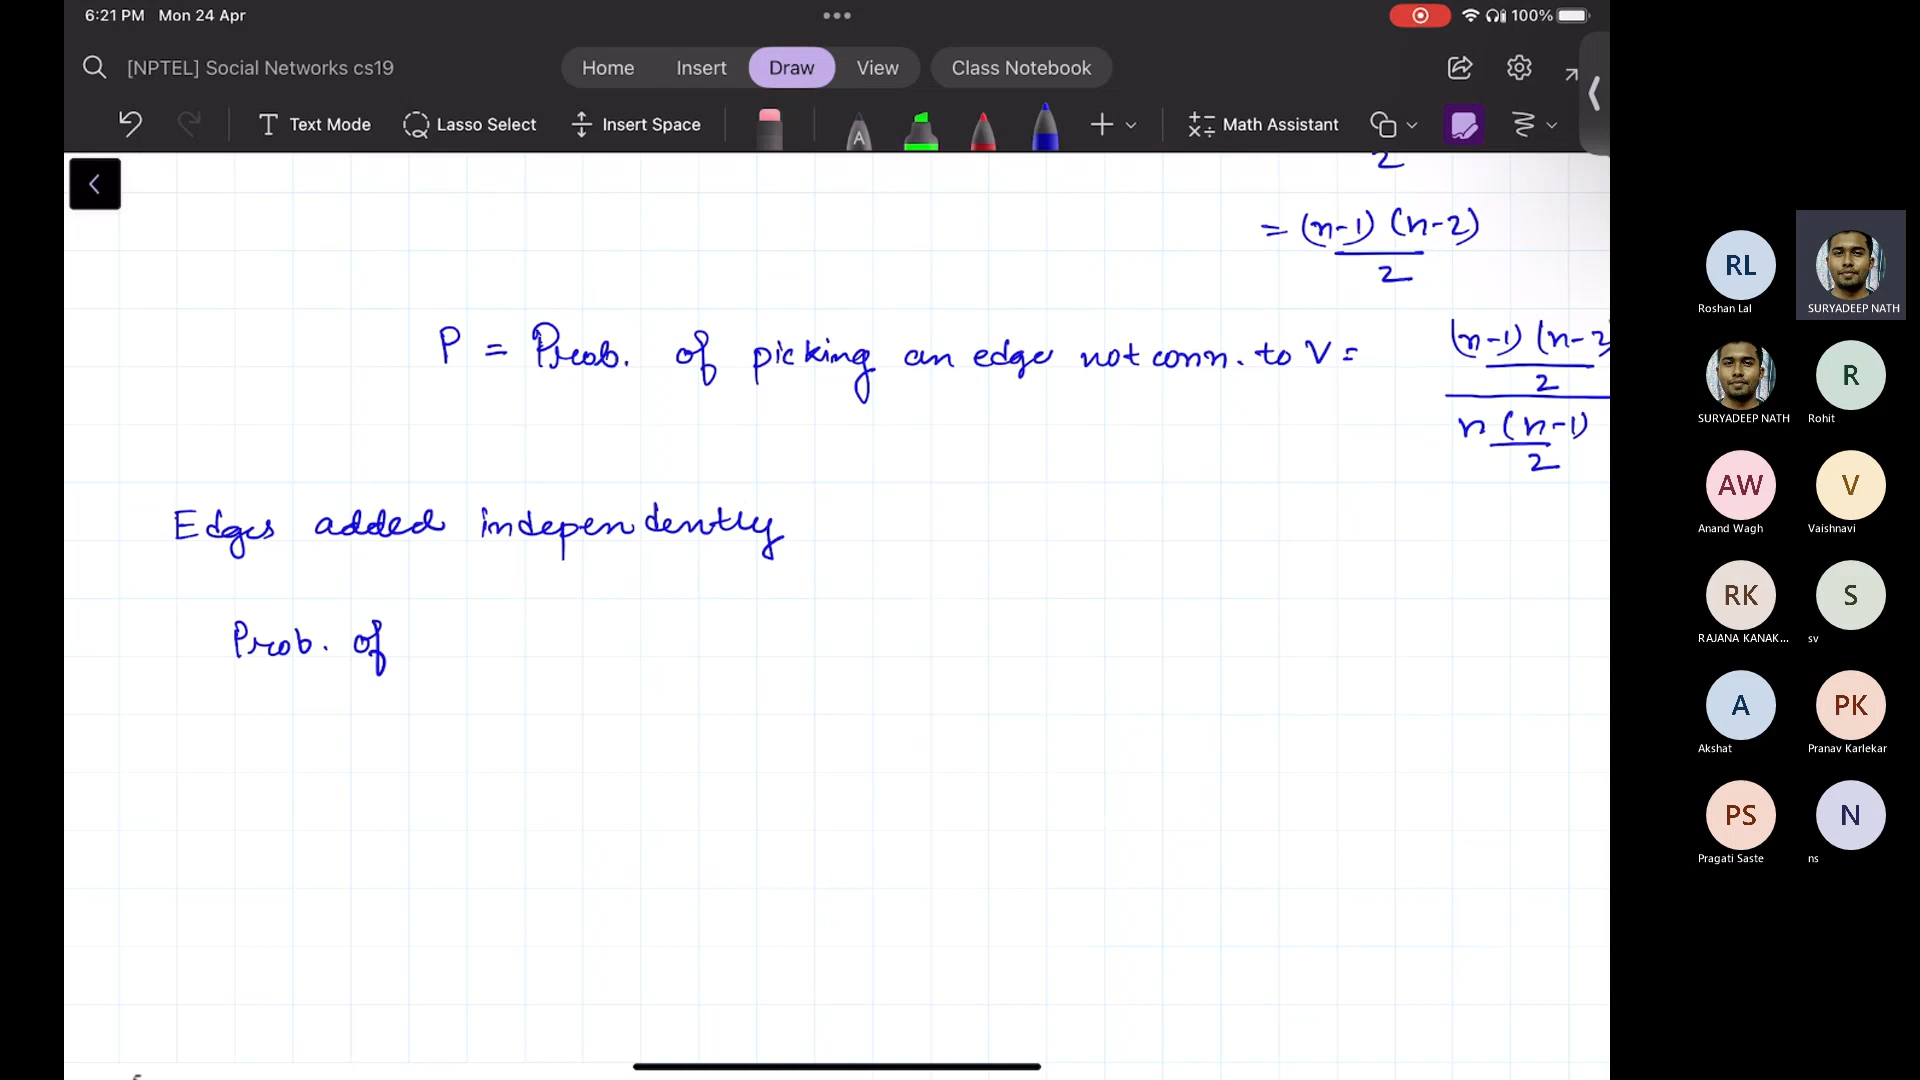 6:21 PM Mon 24 Apr
100%
[NPTEL] Social Networks cs19
Home Insert Draw View Class Notebook
Text Mode Lasso Select Insert Space A Math Assistant
2
= (n-1) (n-2)
2
P = Prob. of picking an edge not conn. to V =
(n-1) (n-2)
2
n (n-1)
2
Edges added independently
Prob. of
RL
Roshan Lal SURYADEEP NATH
R
SURYADEEP NATH Rohit
AW V
Anand Wagh Vaishnavi
RK S
RAJANA KANAK... sv
A PK
Akshat Pranav Karlekar
PS N
Pragati Saste ns